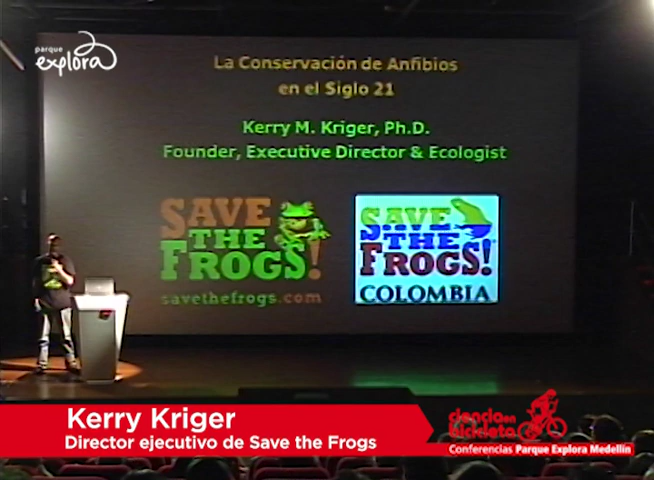 parque
explora
La Conservación de Anfibios
en el Siglo 21
Kerry M. Kriger, Ph.D.
Founder, Executive Director & Ecologist
SAVE
THE
FROGS!
savethefrogs.com
SAVE
THE
FROGS!
COLOMBIA
Kerry Kriger
Director ejecutivo de Save the Frogs
ciencia en
bicicleta
Conferencias Parque Explora Medellín